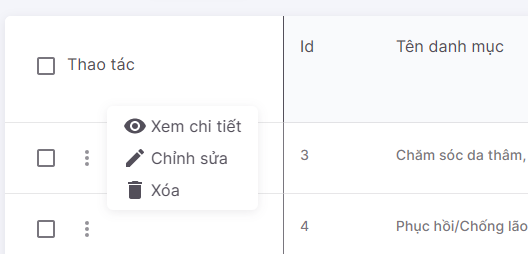 Thao tác
Id
Tên danh mục
Xem chi tiết
Chỉnh sửa
Xóa
3
Chăm sóc da thâm,
4
Phục hồi/Chống lão